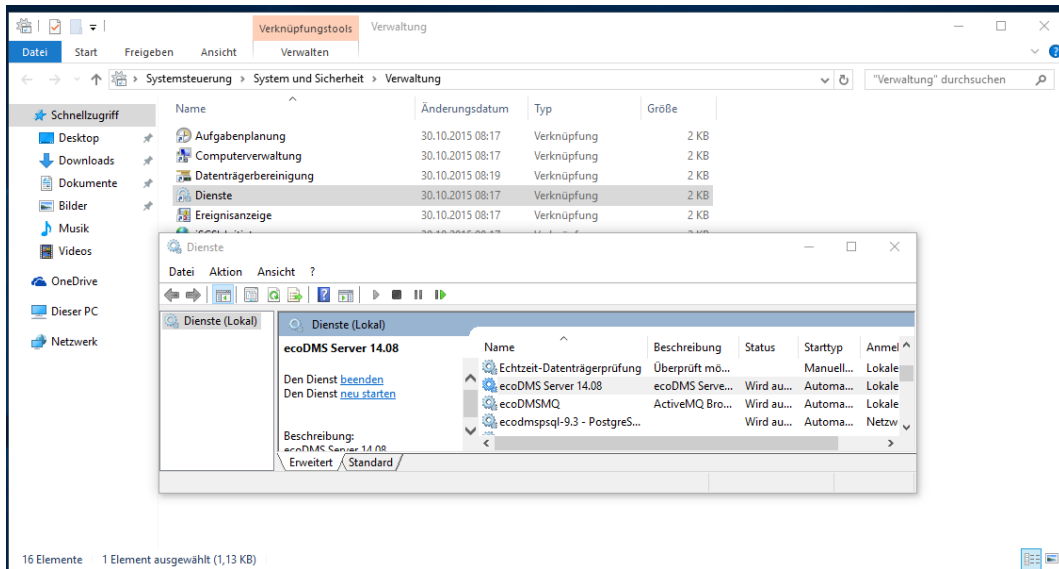 Verknüpfungstools Verwaltung
Datei Start Freigeben Ansicht Verwalten
Systemsteuerung > System und Sicherheit > Verwaltung "Verwaltung" durchsuchen
Name Änderungsdatum Typ Größe
Schnellzugriff
Desktop
Downloads
Dokumente
Bilder
Musik
Videos
OneDrive
Dieser PC
Netzwerk
Aufgabenplanung 30.10.2015 08:17 Verknüpfung 2 KB
Computerverwaltung 30.10.2015 08:17 Verknüpfung 2 KB
Datenträgerbereinigung 30.10.2015 08:19 Verknüpfung 2 KB
Dienste 30.10.2015 08:17 Verknüpfung 2 KB
Ereignisanzeige 30.10.2015 08:17 Verknüpfung 2 KB
Dienste
Datei Aktion Ansicht ?
Dienste (Lokal)
Dienste (Lokal)
ecoDMS Server 14.08
Den Dienst beenden
Den Dienst neu starten
Beschreibung:
ecoDMS Server 14.08
Name Beschreibung Status Starttyp Anmel
Echtzeit-Datenträgerprüfung Überprüft mö... Manuell... Lokale
ecoDMS Server 14.08 ecoDMS Serve... Wird au... Automa... Lokale
ecoDMSMQ ActiveMQ Bro... Wird au... Automa... Lokale
ecodmspsql-9.3 - PostgreS... Wird au... Automa... Netzw
Erweitert Standard
16 Elemente 1 Element ausgewählt (1,13 KB)